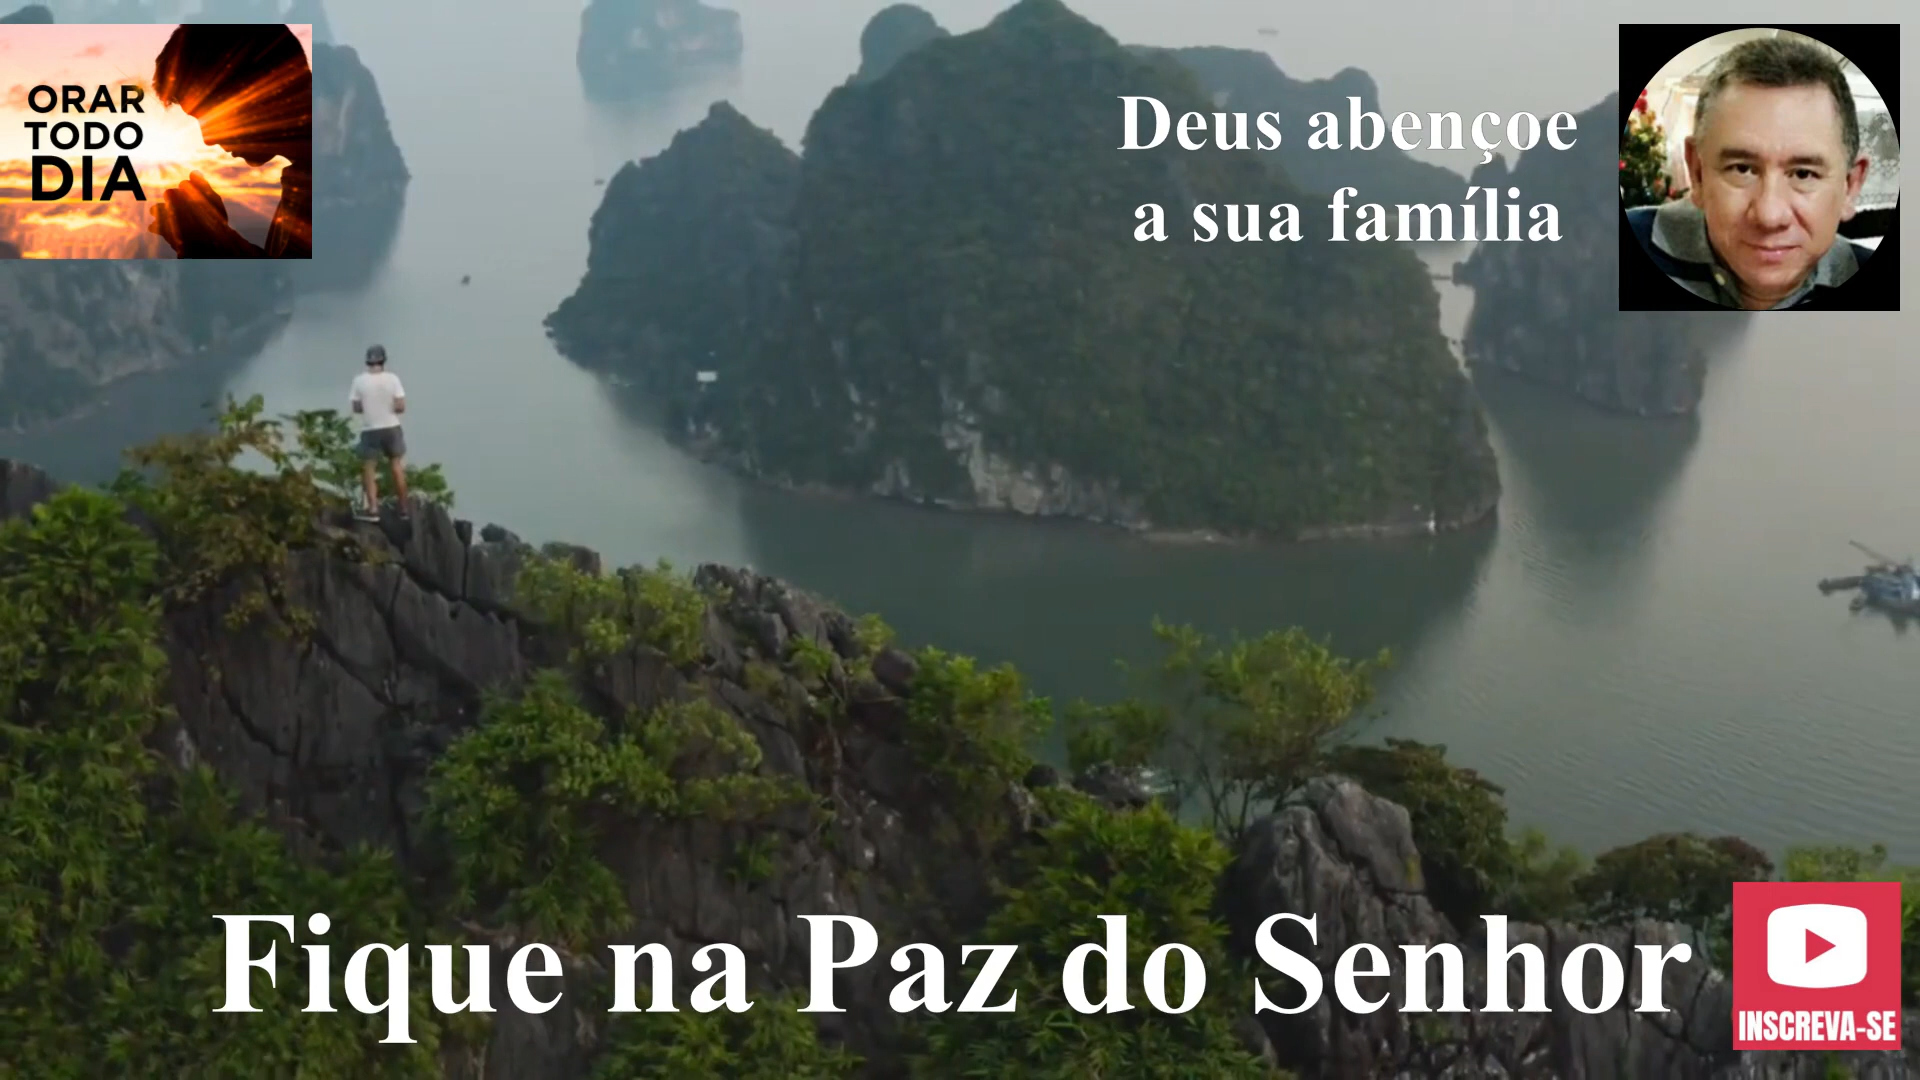 ORAR
TODO
DIA
Deus abençoe
a sua família
Fique na Paz do Senhor
INSCREVA-SE